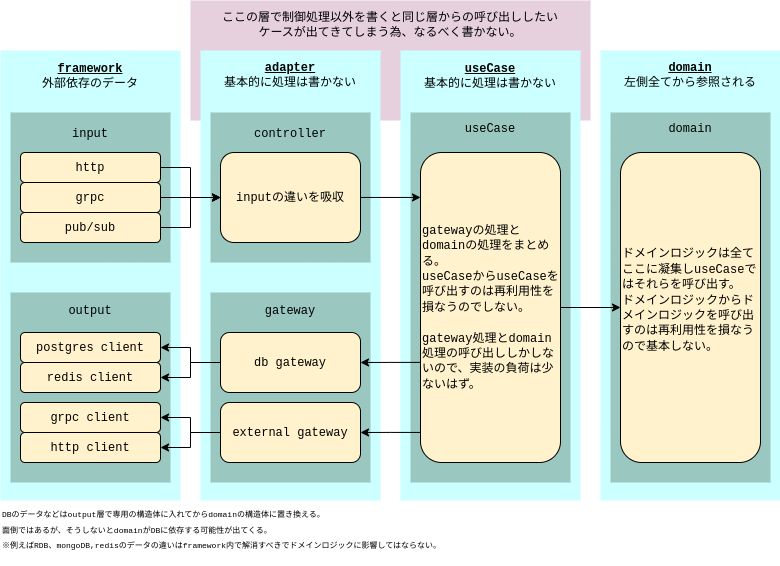 ここの層で制御処理以外を書くと同じ層からの呼び出ししたい
ケースが出てきてしまう為、なるべく書かない。
framework
外部依存のデータ
adapter
基本的に処理は書かない
useCase
基本的に処理は書かない
domain
左側全てから参照される
input
http
grpc
pub/sub
controller
inputの違いを吸収
useCase
gatewayの処理と
domainの処理をまとめ
る。
useCaseからuseCaseを
呼び出すのは再利用性を
損なうのでしない。
gateway処理とdomain
処理の呼び出ししかしな
いので、実装の負荷は少
ないはず。
domain
ドメインロジックは全て
ここに凝集しuseCaseで
はそれらを呼び出す。
ドメインロジックからド
メインロジックを呼び出
すのは再利用性を損なう
ので基本しない。
output
postgres client
redis client
grpc client
http client
gateway
db gateway
external gateway
DBのデータなどはoutput層で専用の構造体に入れてからdomainの構造体に置き換える。
面倒ではあるが、そうしないとdomainがDBに依存する可能性が出てくる。
※例えばRDB、mongoDB,redisのデータの違いはframework内で解消すべきでドメインロジックに影響してはならない。